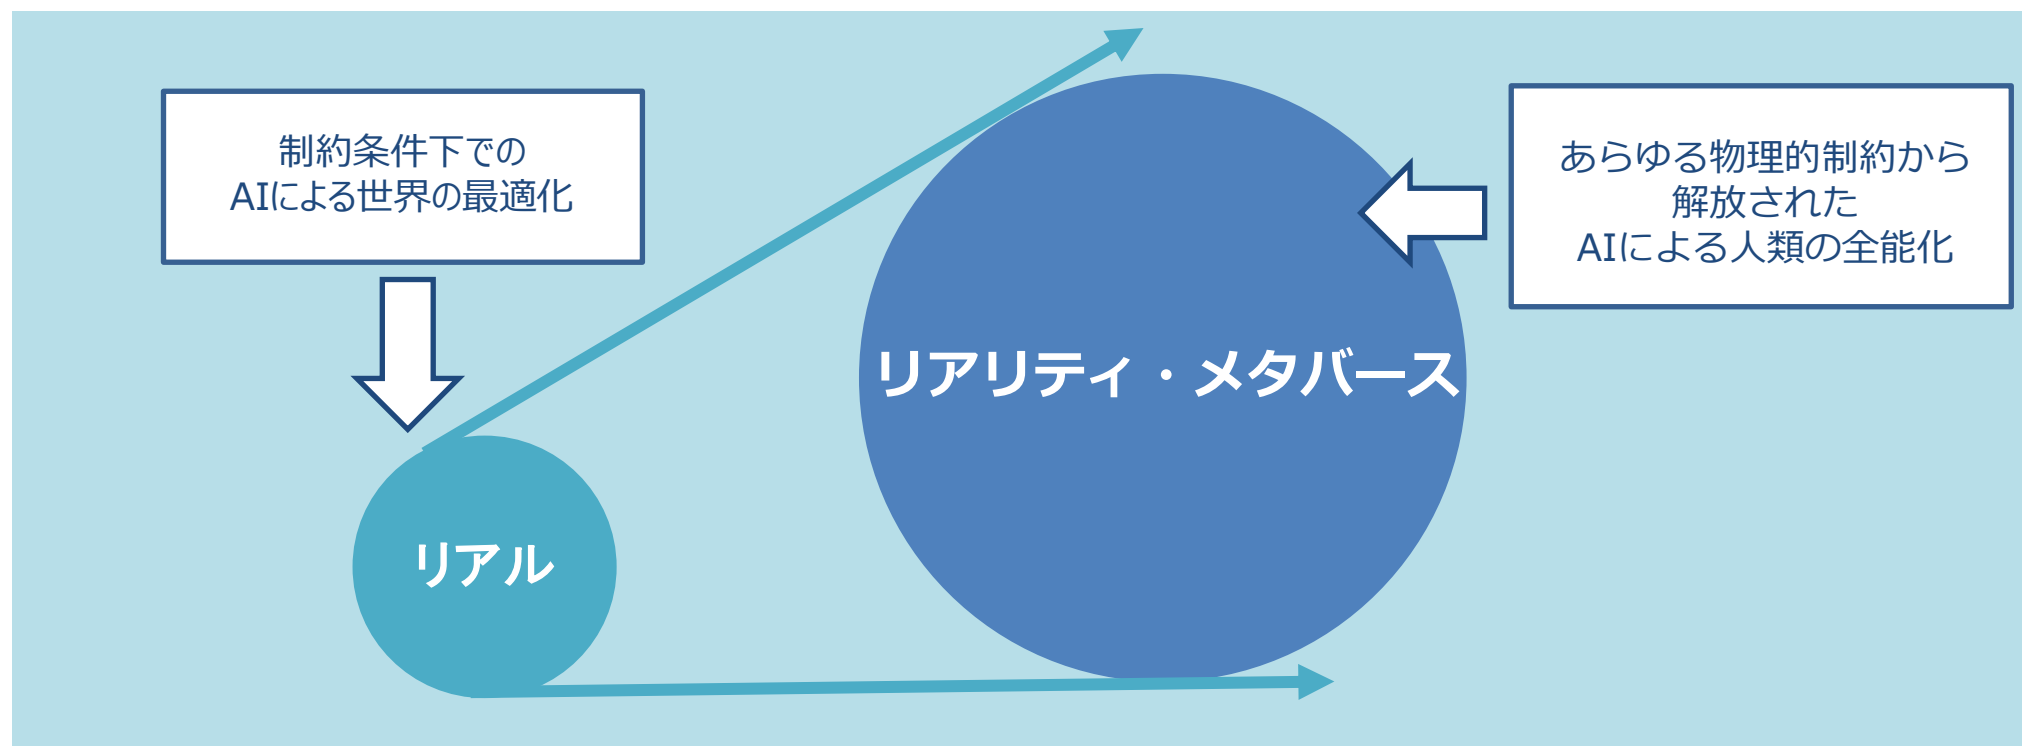 制約条件下での
AIによる世界の最適化
あらゆる物理的制約から
解放された
AIによる人類の全能化
リアリティ・メタバース
リアル